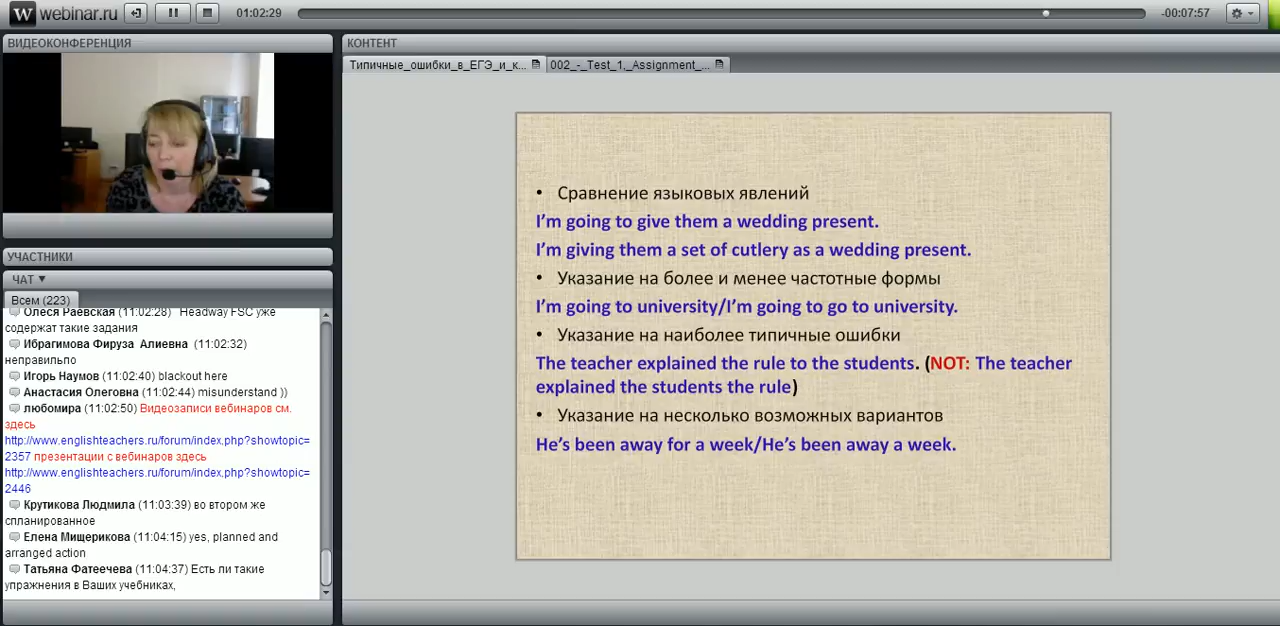 W webinar.ru
01:02:29
-00:07:57
ВИДЕОКОНФЕРЕНЦИЯ
КОНТЕНТ
Типичные_ошибки_в_ЕГЭ_и_к...
002_-_Test_1,_Assignment_...
УЧАСТНИКИ
ЧАТ ▼
Всем (223)
Олеся Раевская (11:02:28) Headway FSC уже
содержат такие задания
Ибрагимова Фируза Алиевна (11:02:32)
неправильпо
Игорь Наумов (11:02:40) blackout here
Анастасия Олеговна (11:02:44) misunderstand ))
любомира (11:02:50) Видеозаписи вебинаров см.
здесь
http://www.englishteachers.ru/forum/index.php?showtopic=
2357 презентации с вебинаров здесь
http://www.englishteachers.ru/forum/index.php?showtopic=
2446
Крутикова Людмила (11:03:39) во втором же
спланированное
Елена Мищерикова (11:04:15) yes, planned and
arranged action
Татьяна Фатеечева (11:04:37) Есть ли такие
упражнения в Ваших учебниках,
• Сравнение языковых явлений
I'm going to give them a wedding present.
I'm giving them a set of cutlery as a wedding present.
• Указание на более и менее частотные формы
I'm going to university/I'm going to go to university.
• Указание на наиболее типичные ошибки
The teacher explained the rule to the students. (NOT: The teacher
explained the students the rule)
• Указание на несколько возможных вариантов
He's been away for a week/He's been away a week.